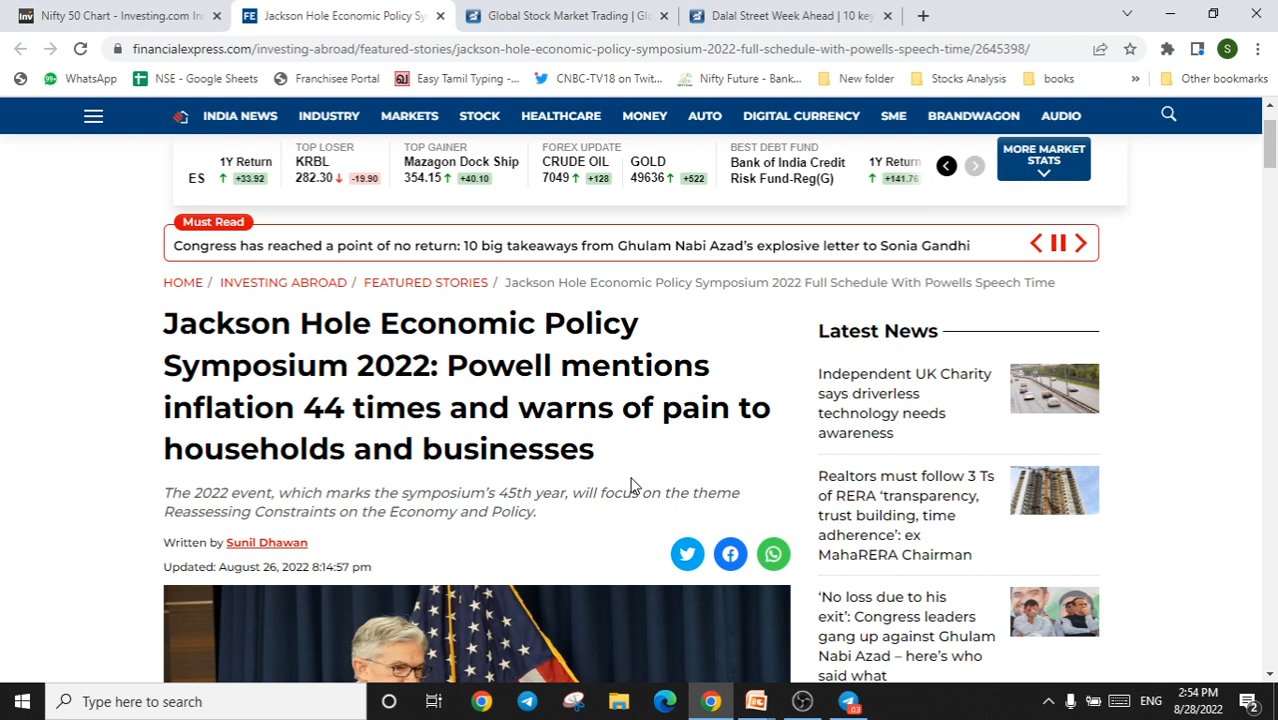 Nifty 50 Chart - Investing.com In
Jackson Hole Economic Policy Sy
Global Stock Market Trading | Gl
Dalal Street Week Ahead | 10 key
financialexpress.com/investing-abroad/featured-stories/jackson-hole-economic-policy-symposium-2022-full-schedule-with-powells-speech-time/2645398/
S
WhatsApp
NSE - Google Sheets
Franchisee Portal
Easy Tamil Typing -...
CNBC-TV18 on Twit...
Nifty Future - Bank...
New folder
Stocks Analysis
books
»
Other bookmarks
INDIA NEWS INDUSTRY MARKETS STOCK HEALTHCARE MONEY AUTO DIGITAL CURRENCY SME BRANDWAGON AUDIO
1Y Return
ES +33.92
TOP LOSER
KRBL
282.30 -19.90
TOP GAINER
Mazagon Dock Ship
354.15 +40.10
FOREX UPDATE
CRUDE OIL
7049 +128
GOLD
49636 +522
BEST DEBT FUND
Bank of India Credit
Risk Fund-Reg(G)
1Y Return
+141.76
MORE MARKET
STATS
Must Read
Congress has reached a point of no return: 10 big takeaways from Ghulam Nabi Azad's explosive letter to Sonia Gandhi
HOME / INVESTING ABROAD / FEATURED STORIES / Jackson Hole Economic Policy Symposium 2022 Full Schedule With Powells Speech Time
Jackson Hole Economic Policy
Symposium 2022: Powell mentions
inflation 44 times and warns of pain to
households and businesses
The 2022 event, which marks the symposium's 45th year, will focus on the theme
Reassessing Constraints on the Economy and Policy.
Written by Sunil Dhawan
Updated: August 26, 2022 8:14:57 pm
Latest News
Independent UK Charity
says driverless
technology needs
awareness
Realtors must follow 3 Ts
of RERA 'transparency,
trust building, time
adherence': ex
MahaRERA Chairman
'No loss due to his
exit': Congress leaders
gang up against Ghulam
Nabi Azad – here's who
said what
Type here to search
ENG
2:54 PM
8/28/2022
2